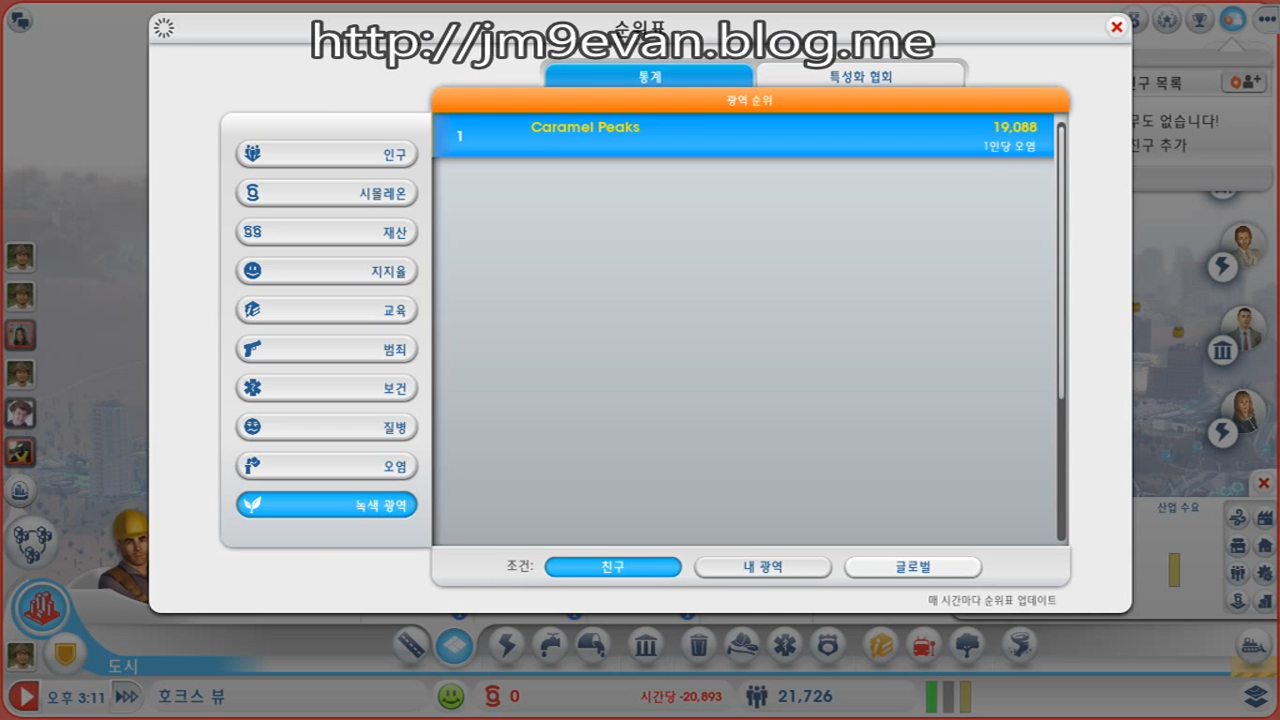 순위표
http://jm9evan.blog.me
통계
특성화 협회
광역 순위
1
Caramel Peaks
19,088
1인당 오염
인구
시몰레온
재산
지지율
교육
범죄
보건
질병
오염
녹색 광역
조건:
친구
내 광역
글로벌
매 시간마다 순위표 업데이트
구 목록
없습니다!
친구 추가
산업 수요
도시
오후 3:11
호크스 뷰
0
시간당 -20,893
21,726